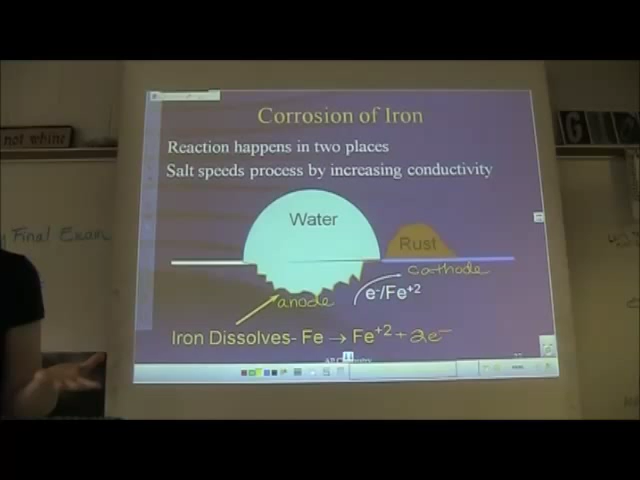 Corrosion of Iron
Reaction happens in two places
Salt speeds process by increasing conductivity
not whine
Final Exam
Water
Rust
cathode
e⁻/Fe⁺²
anode
Iron Dissolves- Fe → Fe⁺² + 2e⁻